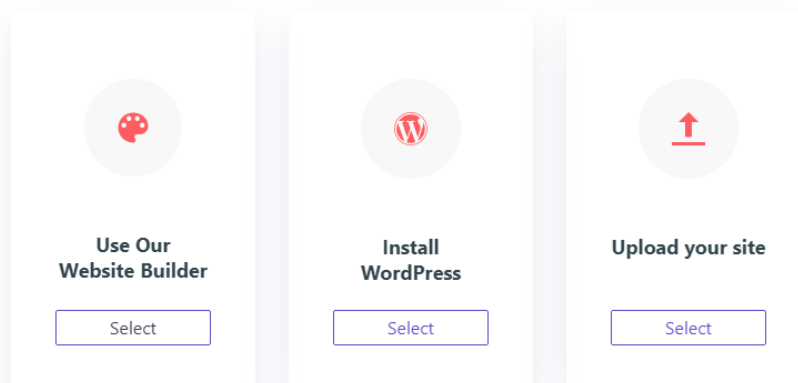 Use Our
Website Builder
Select
Install
WordPress
Select
Upload your site
Select